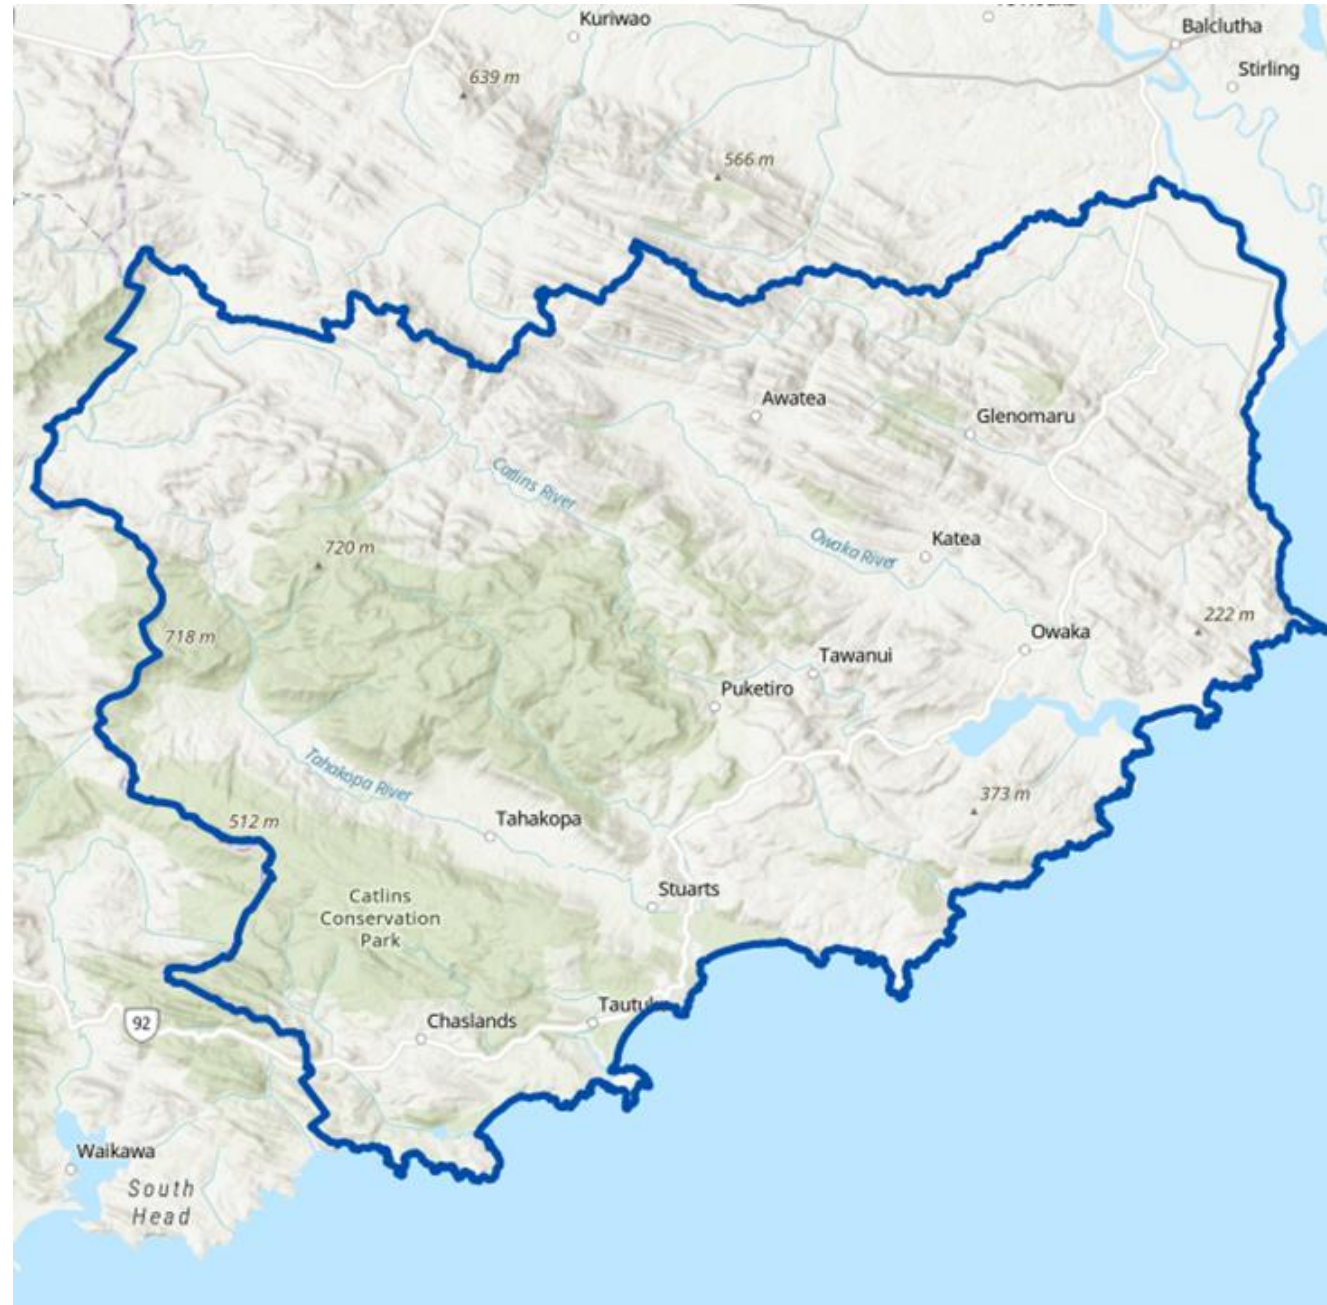 Kuriwao
Balclutha
Stirling
639 m
566 m
Awatea
Glenomaru
Catlins River
Owaka River
Katea
720 m
222 m
718 m
Owaka
Tawanui
Puketiro
Tahakopa River
373 m
512 m
Tahakopa
Stuarts
Catlins
Conservation
Park
92
Chaslands
Waikawa
South
Head